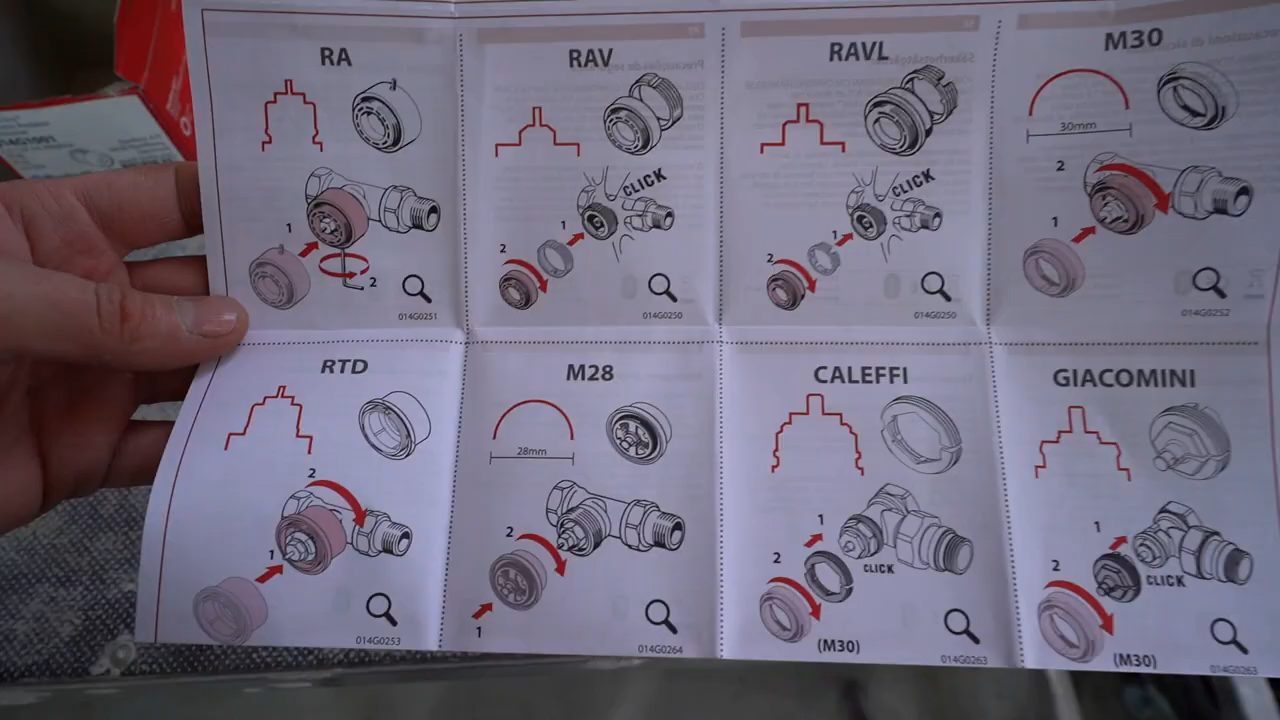 RA
1
2
014G0251
RAV
CLICK
1
2
014G0250
RAVL
CLICK
1
2
014G0250
M30
30mm
2
1
014G0252
RTD
2
1
014G0253
M28
28mm
2
1
014G0264
CALEFFI
1
CLICK
2
(M30)
014G0263
GIACOMINI
1
CLICK
2
(M30)
014G0263